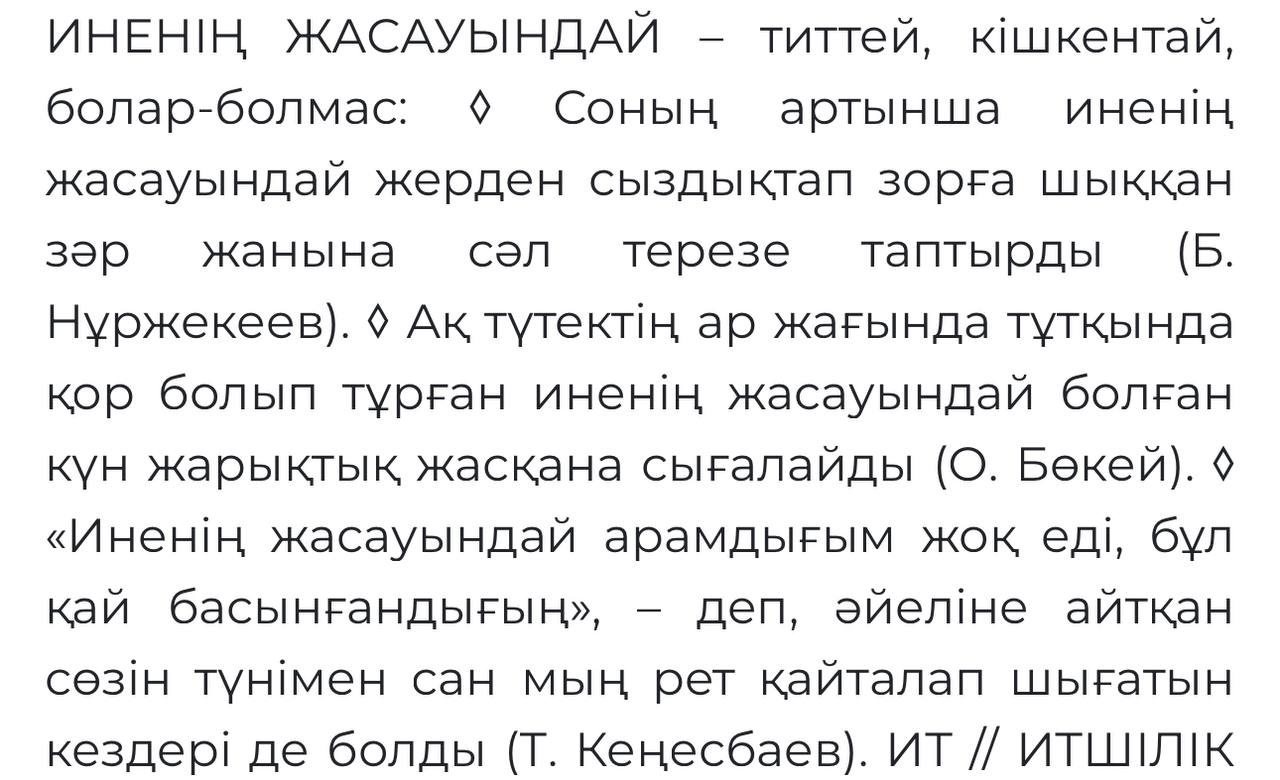 ИНЕНІҢ ЖАСАУЫНДАЙ – титтей, кішкентай,
болар-болмас: ◊ Соның артынша иненің
жасауындай жерден сыздықтап зорға шыққан
зәр жанына сәл терезе таптырды (Б.
Нұржекеев). ◊ Ақ түтектің ар жағында тұтқында
қор болып тұрған иненің жасауындай болған
күн жарықтық жасқана сығалайды (О. Бөкей). ◊
«Иненің жасауындай арамдығым жоқ еді, бұл
қай басынғандығың», – деп, әйеліне айтқан
сөзін түнімен сан мың рет қайталап шығатын
кездері де болды (Т. Кеңесбаев). ИТ // ИТШІЛІК